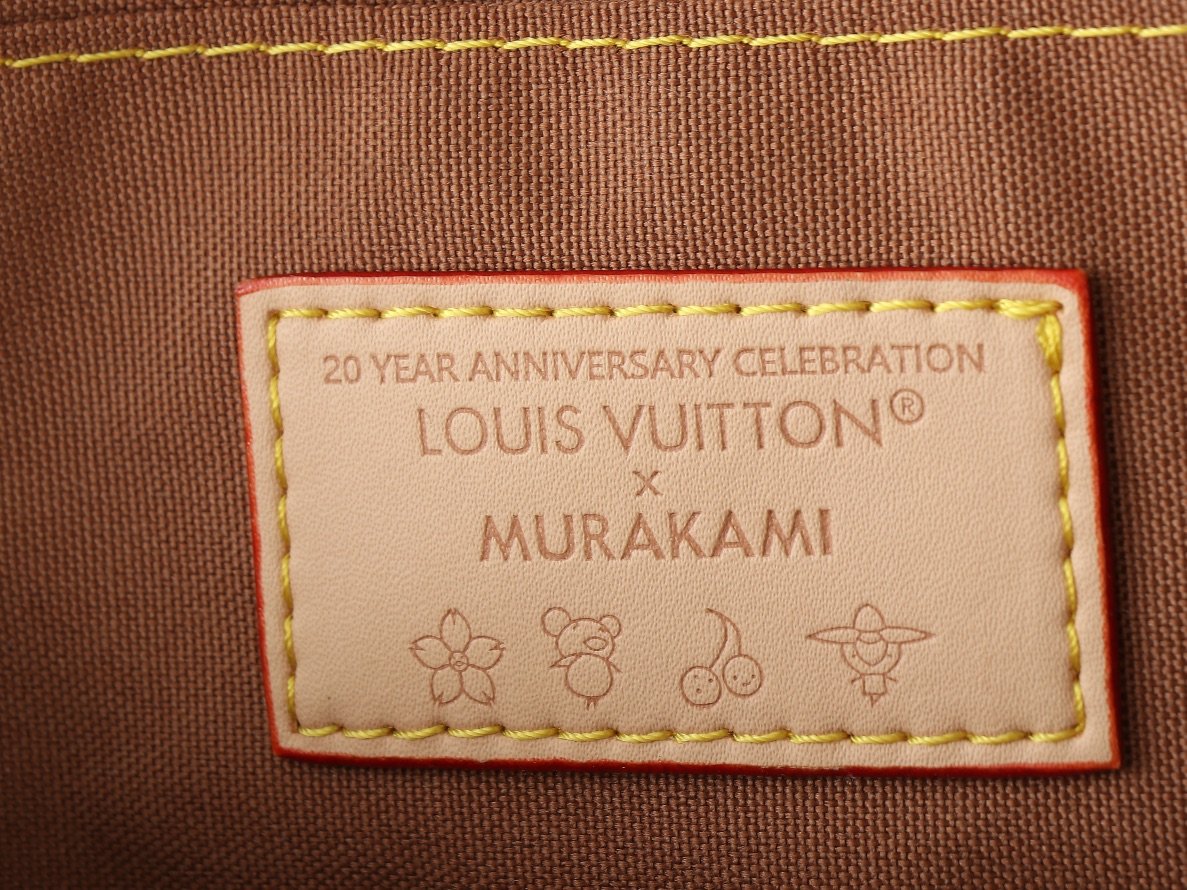 20 YEAR ANNIVERSARY CELEBRATION
LOUIS VUITTON®
x
MURAKAMI